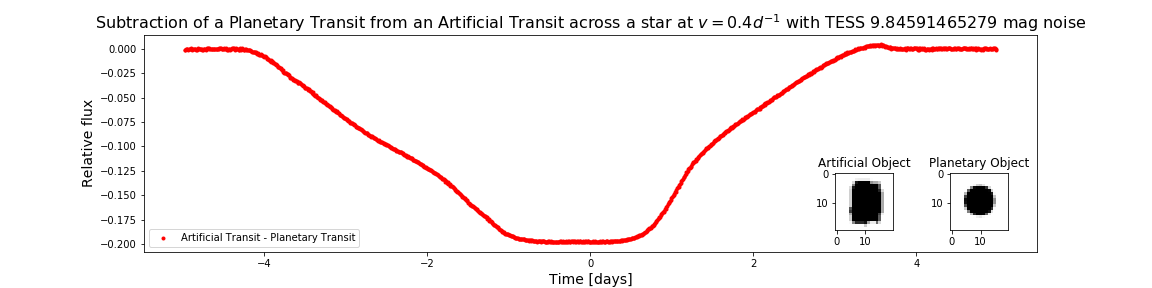 Subtraction of a Planetary Transit from an Artificial Transit across a star at v = 0.4d⁻¹ with TESS 9.84591465279 mag noise
Relative flux
0.000
−0.025
−0.050
−0.075
−0.100
−0.125
−0.150
−0.175
−0.200
Artificial Transit - Planetary Transit
Artificial Object
0
10
0 10
Planetary Object
0
10
0 10
−4 −2 0 2 4
Time [days]